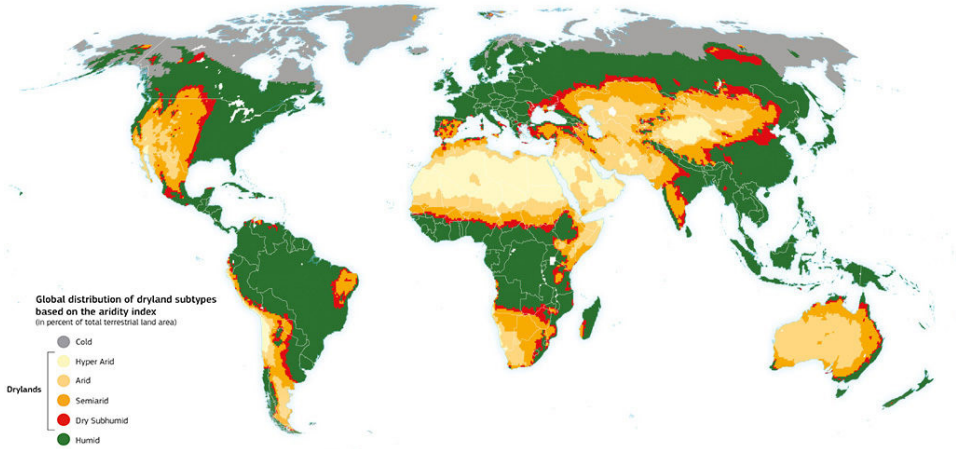 Global distribution of dryland subtypes
based on the aridity index
(in percent of total terrestrial land area)
Cold
Hyper Arid
Arid
Drylands
Semiarid
Dry Subhumid
Humid